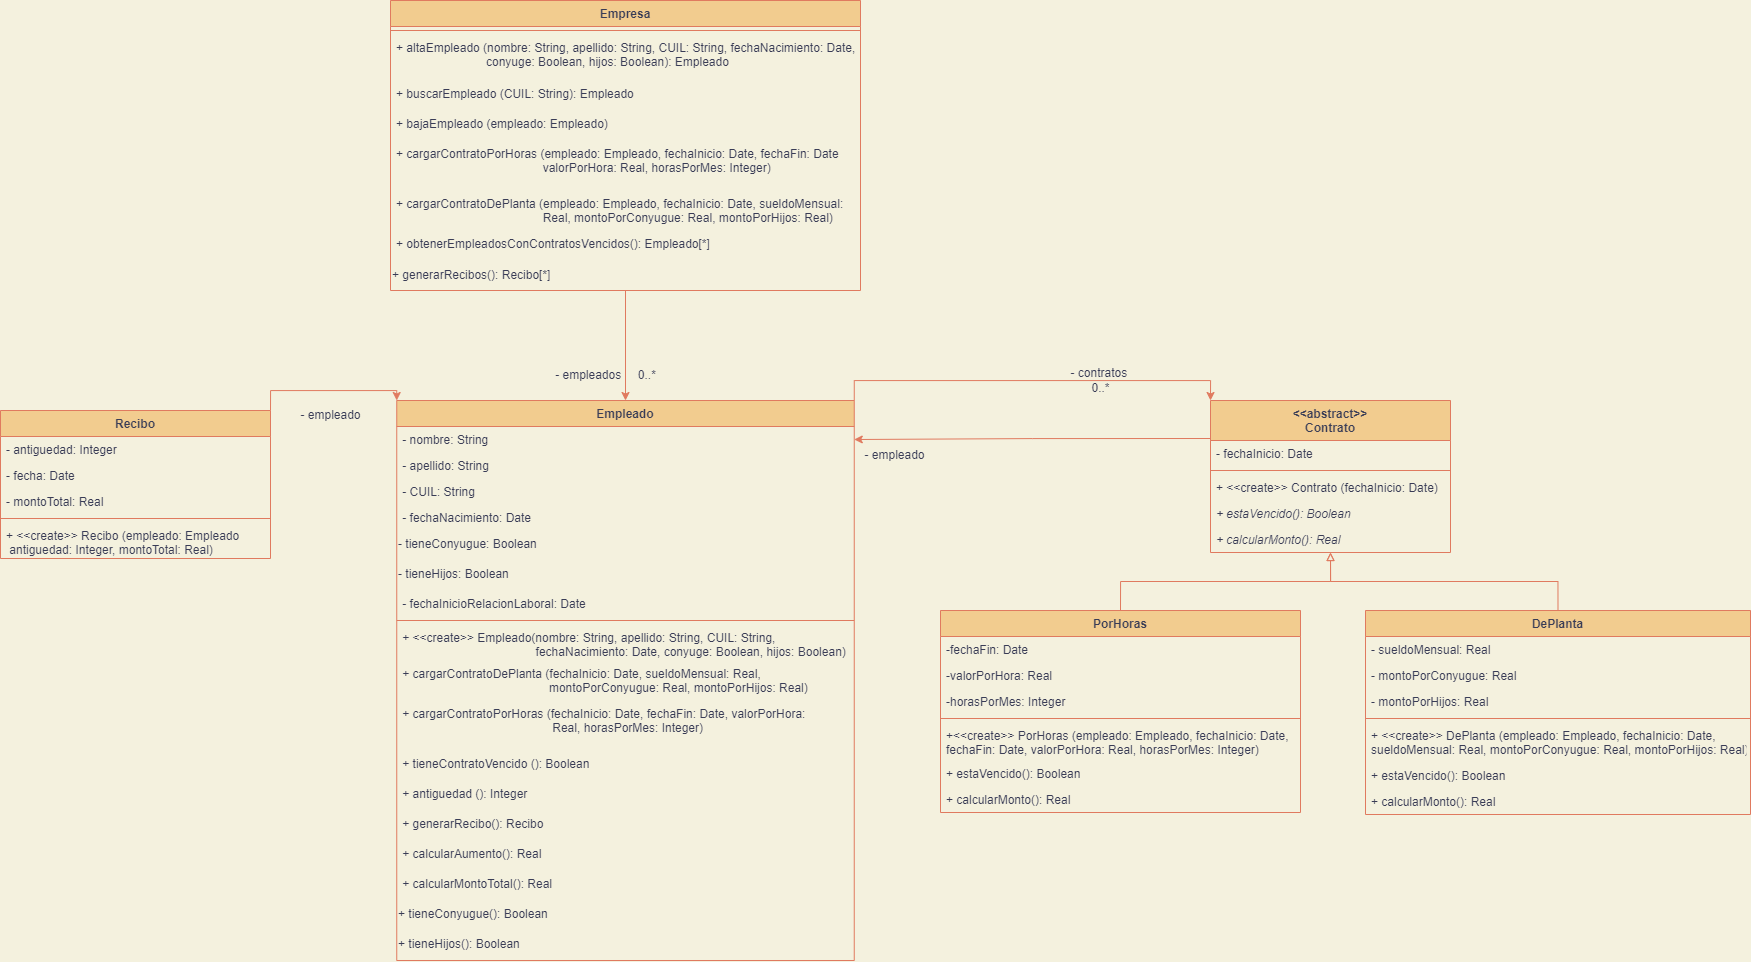 Empresa
+ altaEmpleado (nombre: String, apellido: String, CUIL: String, fechaNacimiento: Date,
conyuge: Boolean, hijos: Boolean): Empleado
+ buscarEmpleado (CUIL: String): Empleado
+ bajaEmpleado (empleado: Empleado)
+ cargarContratoPorHoras (empleado: Empleado, fechaInicio: Date, fechaFin: Date
valorPorHora: Real, horasPorMes: Integer)
+ cargarContratoDePlanta (empleado: Empleado, fechaInicio: Date, sueldoMensual:
Real, montoPorConyugue: Real, montoPorHijos: Real)
+ obtenerEmpleadosConContratosVencidos(): Empleado[*]
+ generarRecibos(): Recibo[*]
- empleados
0..*
- contratos
0..*
- empleado
- empleado
Recibo
- antiguedad: Integer
- fecha: Date
- montoTotal: Real
+ <<create>> Recibo (empleado: Empleado
antiguedad: Integer, montoTotal: Real)
Empleado
- nombre: String
- apellido: String
- CUIL: String
- fechaNacimiento: Date
- tieneConyugue: Boolean
- tieneHijos: Boolean
- fechaInicioRelacionLaboral: Date
+ <<create>> Empleado(nombre: String, apellido: String, CUIL: String,
fechaNacimiento: Date, conyuge: Boolean, hijos: Boolean)
+ cargarContratoDePlanta (fechaInicio: Date, sueldoMensual: Real,
montoPorConyugue: Real, montoPorHijos: Real)
+ cargarContratoPorHoras (fechaInicio: Date, fechaFin: Date, valorPorHora:
Real, horasPorMes: Integer)
+ tieneContratoVencido (): Boolean
+ antiguedad (): Integer
+ generarRecibo(): Recibo
+ calcularAumento(): Real
+ calcularMontoTotal(): Real
+ tieneConyugue(): Boolean
+ tieneHijos(): Boolean
<<abstract>>
Contrato
- fechaInicio: Date
+ <<create>> Contrato (fechaInicio: Date)
+ estaVencido(): Boolean
+ calcularMonto(): Real
PorHoras
-fechaFin: Date
-valorPorHora: Real
-horasPorMes: Integer
+<<create>> PorHoras (empleado: Empleado, fechaInicio: Date,
fechaFin: Date, valorPorHora: Real, horasPorMes: Integer)
+ estaVencido(): Boolean
+ calcularMonto(): Real
DePlanta
- sueldoMensual: Real
- montoPorConyugue: Real
- montoPorHijos: Real
+ <<create>> DePlanta (empleado: Empleado, fechaInicio: Date,
sueldoMensual: Real, montoPorConyugue: Real, montoPorHijos: Real)
+ estaVencido(): Boolean
+ calcularMonto(): Real